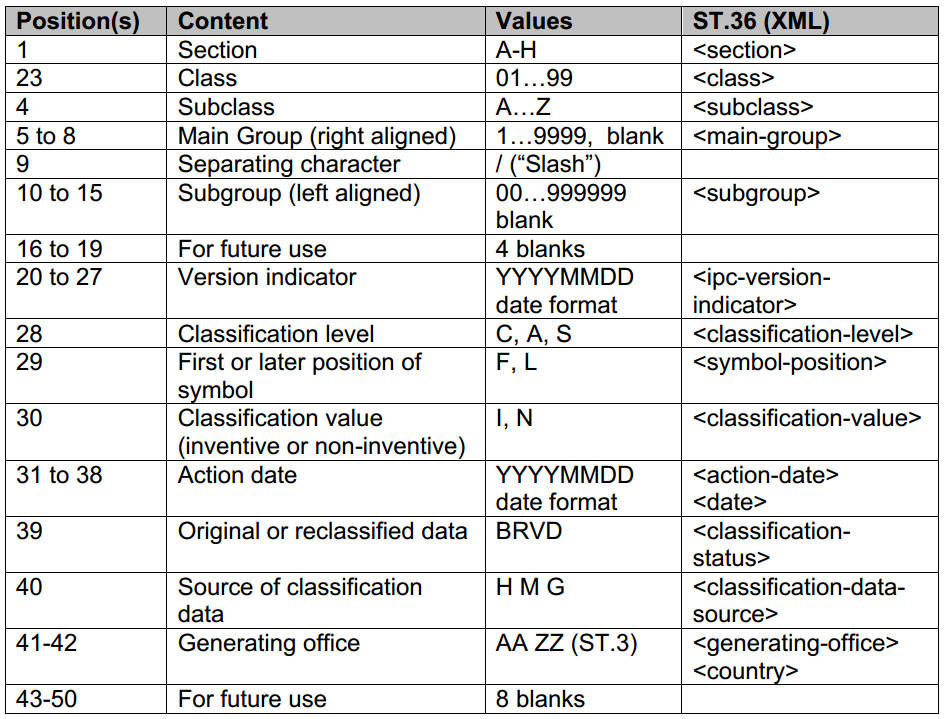 Position(s) Content Values ST.36 (XML)
1 Section A-H <section>
23 Class 01…99 <class>
4 Subclass A…Z <subclass>
5 to 8 Main Group (right aligned) 1…9999, blank <main-group>
9 Separating character / (“Slash”)
10 to 15 Subgroup (left aligned) 00…999999 <subgroup>
blank
16 to 19 For future use 4 blanks
20 to 27 Version indicator YYYYMMDD <ipc-version-
date format indicator>
28 Classification level C, A, S <classification-level>
29 First or later position of F, L <symbol-position>
symbol
30 Classification value I, N <classification-value>
(inventive or non-inventive)
31 to 38 Action date YYYYMMDD <action-date>
date format <date>
39 Original or reclassified data BRVD <classification-
status>
40 Source of classification H M G <classification-data-
data source>
41-42 Generating office AA ZZ (ST.3) <generating-office>
<country>
43-50 For future use 8 blanks